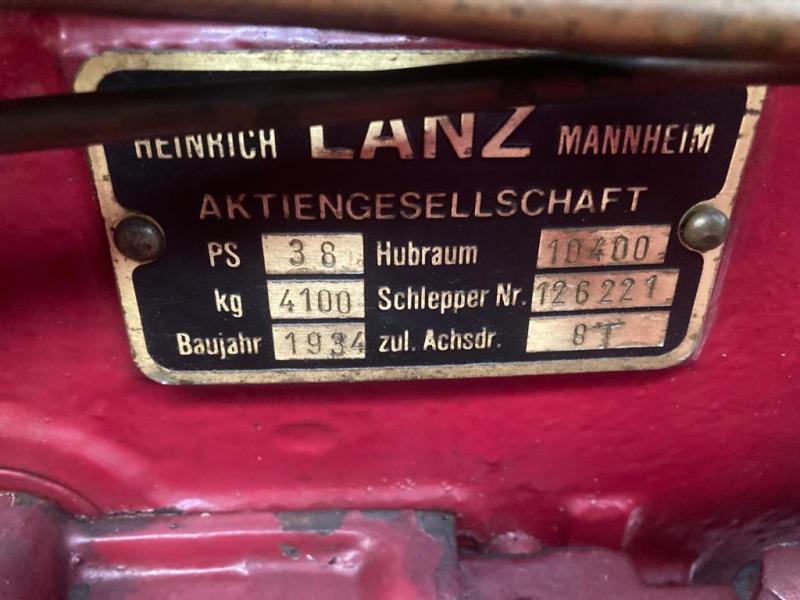 HEINRICH LANZ MANNHEIM
AKTIENGESELLSCHAFT
PS 38 Hubraum 10400
kg 4100 Schlepper Nr. 126221
Baujahr 1934 zul. Achsdr. 8T